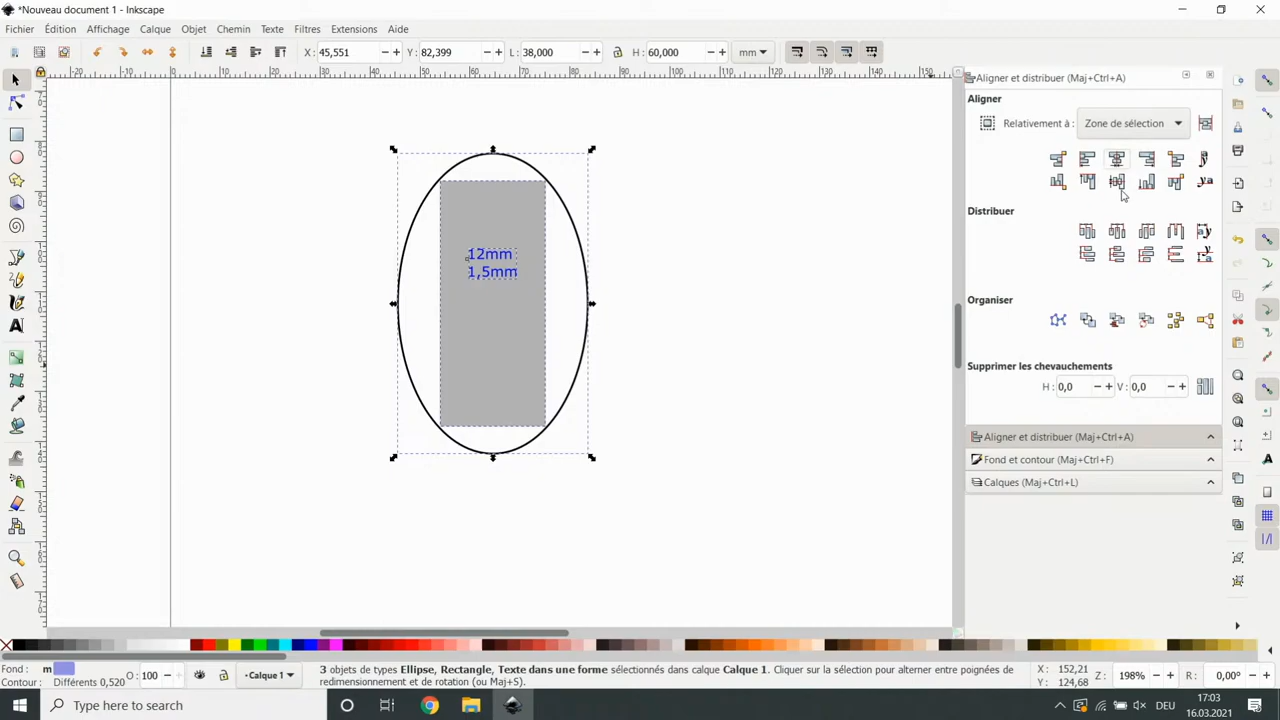 *Nouveau document 1 - Inkscape
Fichier Édition Affichage Calque Objet Chemin Texte Filtres Extensions Aide
X : 45,551 Y : 82,399 L : 38,000 H : 60,000 mm
Aligner et distribuer (Maj+Ctrl+A)
Aligner
Relativement à : Zone de sélection
Distribuer
Organiser
Supprimer les chevauchements
H : 0,0 V : 0,0
Aligner et distribuer (Maj+Ctrl+A)
Fond et contour (Maj+Ctrl+F)
Calques (Maj+Ctrl+L)
12mm
1,5mm
Fond : m
Contour : Différents 0,520
O : 100
Calque 1
3 objets de types Ellipse, Rectangle, Texte dans une forme sélectionnés dans calque Calque 1. Cliquer sur la sélection pour alterner entre poignées de
redimensionnement et de rotation (ou Maj+S).
X : 152,21
Y : 124,68
Z : 198%
R : 0,00°
Type here to search
DEU
17:03
16.03.2021